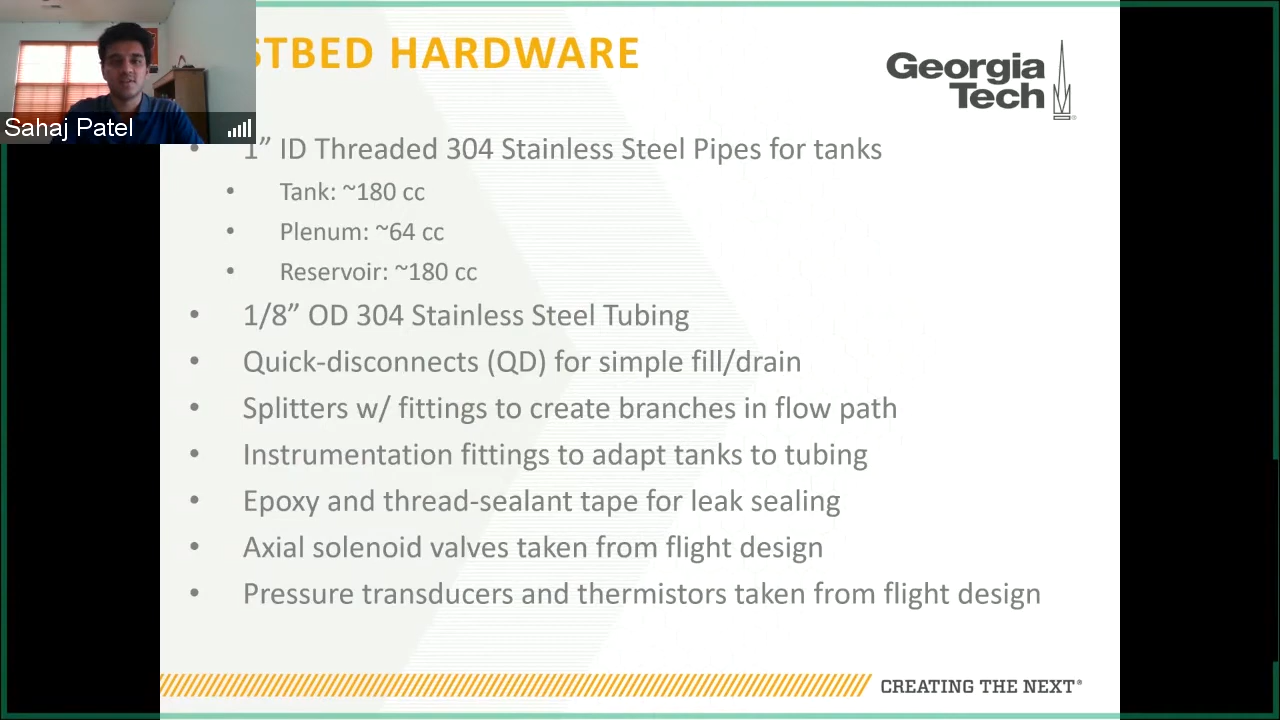 STBED HARDWARE
Georgia
Tech
Sahaj Patel
• 1” ID Threaded 304 Stainless Steel Pipes for tanks
• Tank: ~180 cc
• Plenum: ~64 cc
• Reservoir: ~180 cc
• 1/8” OD 304 Stainless Steel Tubing
• Quick-disconnects (QD) for simple fill/drain
• Splitters w/ fittings to create branches in flow path
• Instrumentation fittings to adapt tanks to tubing
• Epoxy and thread-sealant tape for leak sealing
• Axial solenoid valves taken from flight design
• Pressure transducers and thermistors taken from flight design
CREATING THE NEXT®